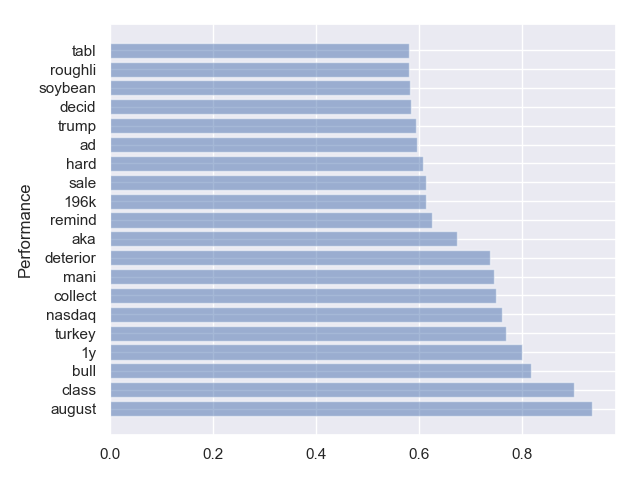 tabl
roughli
soybean
decid
trump
ad
hard
sale
196k
remind
aka
deterior
mani
collect
nasdaq
turkey
1y
bull
class
august
Performance
0.0 0.2 0.4 0.6 0.8